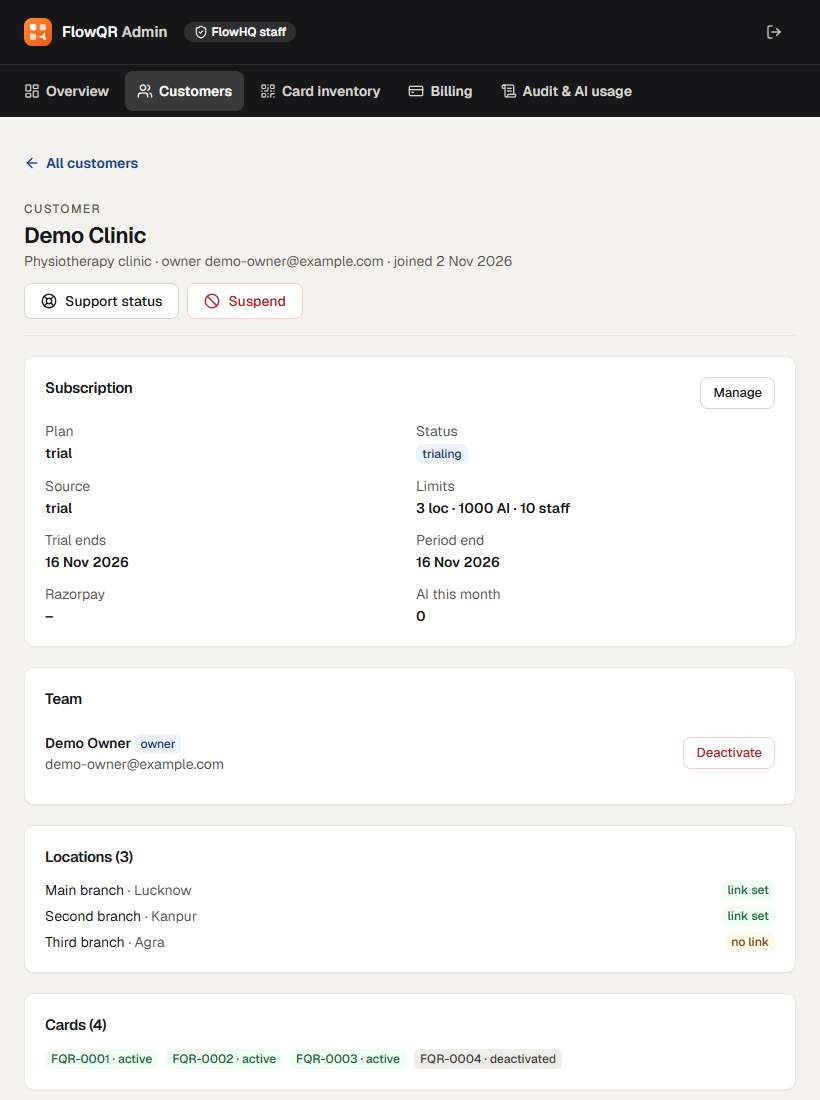 FlowQR Admin FlowHQ staff
Overview Customers Card inventory Billing Audit & AI usage
All customers
CUSTOMER
Demo Clinic
Physiotherapy clinic · owner demo-owner@example.com · joined 2 Nov 2026
Support status Suspend
Subscription Manage
Plan Status
trial trialing
Source Limits
trial 3 loc · 1000 AI · 10 staff
Trial ends Period end
16 Nov 2026 16 Nov 2026
Razorpay AI this month
– 0
Team
Demo Owner owner
demo-owner@example.com
Deactivate
Locations (3)
Main branch · Lucknow link set
Second branch · Kanpur link set
Third branch · Agra no link
Cards (4)
FQR-0001 · active FQR-0002 · active FQR-0003 · active FQR-0004 · deactivated